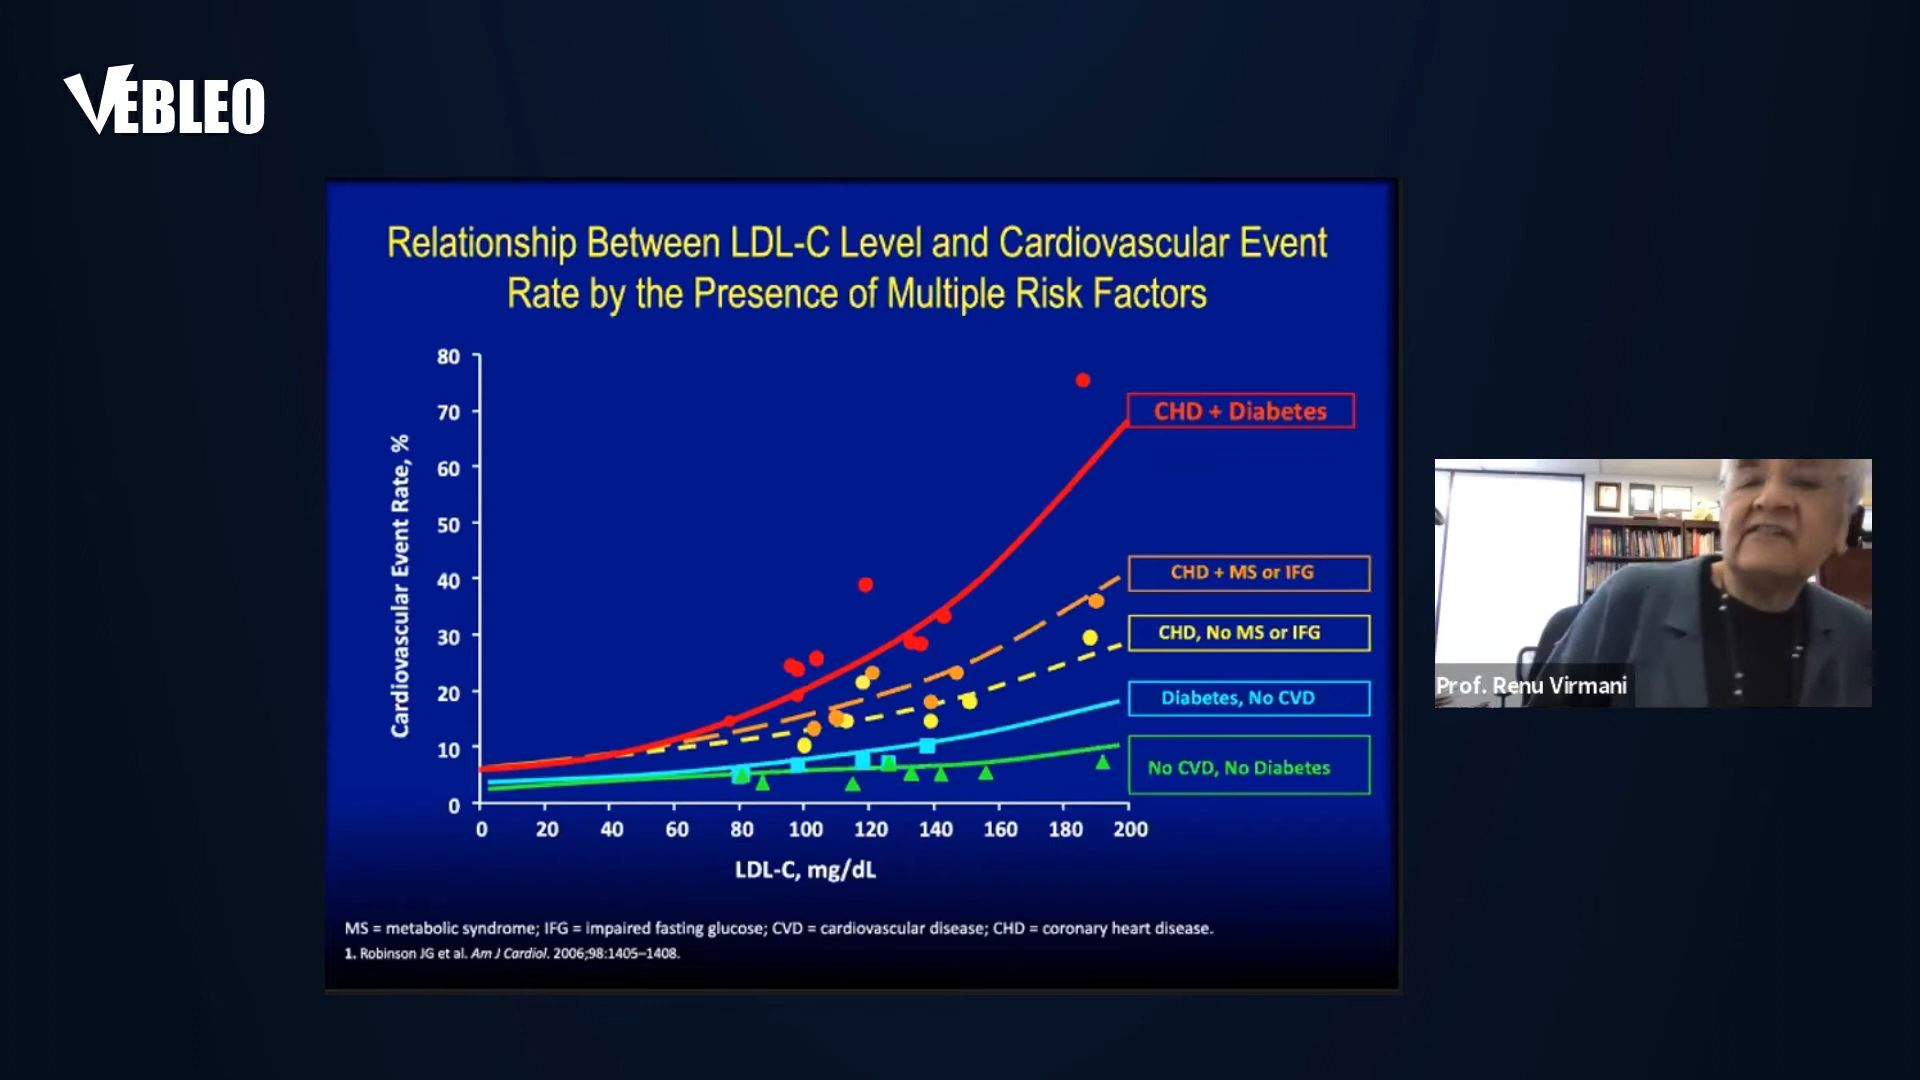 VEBLEO
Relationship Between LDL-C Level and Cardiovascular Event
Rate by the Presence of Multiple Risk Factors
Cardiovascular Event Rate, %
80
70
60
50
40
30
20
10
0
0 20 40 60 80 100 120 140 160 180 200
LDL-C, mg/dL
CHD + Diabetes
CHD + MS or IFG
CHD, No MS or IFG
Diabetes, No CVD
No CVD, No Diabetes
MS = metabolic syndrome; IFG = impaired fasting glucose; CVD = cardiovascular disease; CHD = coronary heart disease.
1. Robinson JG et al. Am J Cardiol. 2006;98:1405–1408.
Prof. Renu Virmani